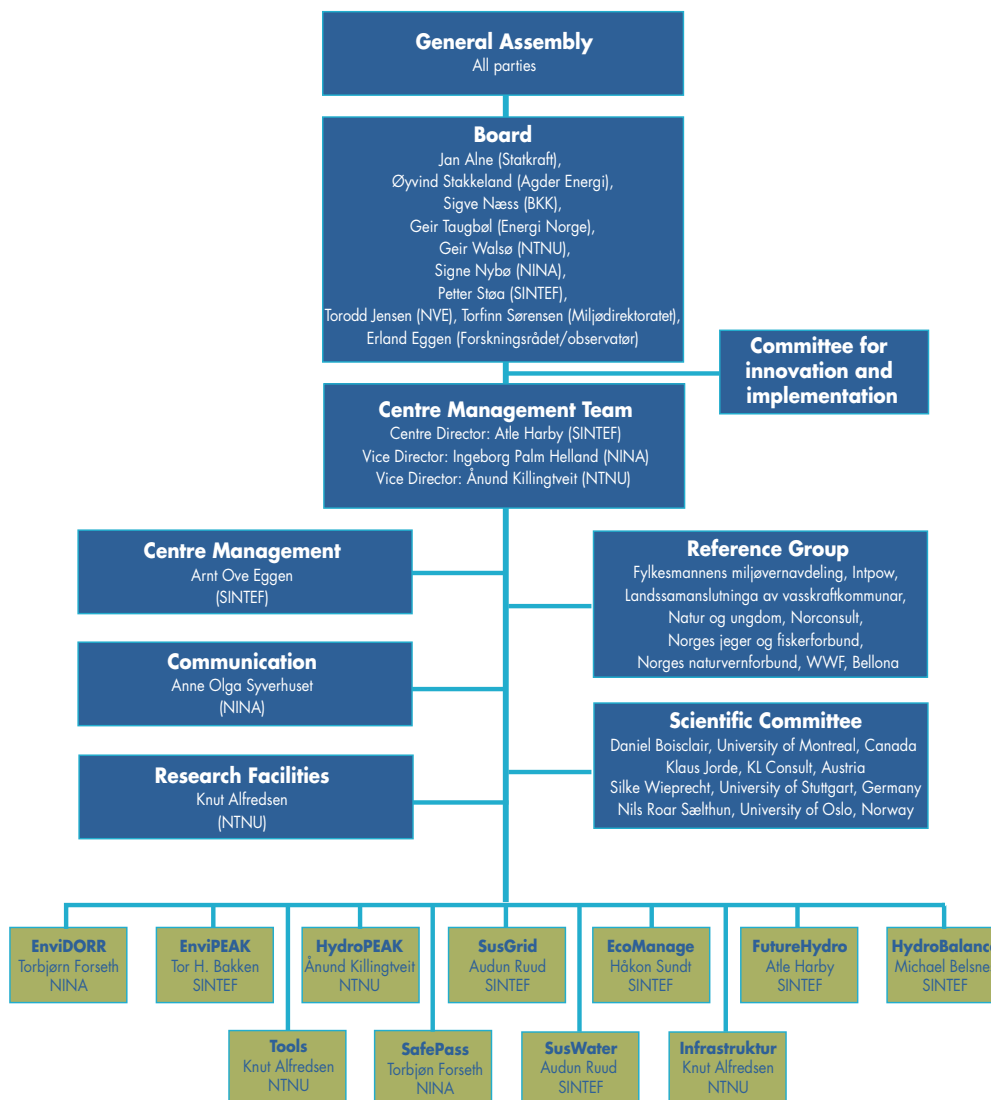 General Assembly
All parties
Board
Jan Alne (Statkraft),
Øyvind Stakkeland (Agder Energi),
Sigve Næss (BKK),
Geir Taugbøl (Energi Norge),
Geir Walsø (NTNU),
Signe Nybø (NINA),
Petter Støa (SINTEF),
Torodd Jensen (NVE), Torfinn Sørensen (Miljødirektoratet),
Erland Eggen (Forskningsrådet/observatør)
Committee for
innovation and
implementation
Centre Management Team
Centre Director: Atle Harby (SINTEF)
Vice Director: Ingeborg Palm Helland (NINA)
Vice Director: Ånund Killingtveit (NTNU)
Centre Management
Arnt Ove Eggen
(SINTEF)
Reference Group
Fylkesmannens miljøvernavdeling, Intpow,
Landssamanslutninga av vasskraftkommunar,
Natur og ungdom, Norconsult,
Norges jeger og fiskerforbund,
Norges naturvernforbund, WWF, Bellona
Communication
Anne Olga Syverhuset
(NINA)
Scientific Committee
Daniel Boisclair, University of Montreal, Canada
Klaus Jorde, KL Consult, Austria
Silke Wieprecht, University of Stuttgart, Germany
Nils Roar Sælthun, University of Oslo, Norway
Research Facilities
Knut Alfredsen
(NTNU)
EnviDORR
Torbjørn Forseth
NINA
EnviPEAK
Tor H. Bakken
SINTEF
HydroPEAK
Ånund Killingtveit
NTNU
SusGrid
Audun Ruud
SINTEF
EcoManage
Håkon Sundt
SINTEF
FutureHydro
Atle Harby
SINTEF
HydroBalance
Michael Belsne
SINTEF
Tools
Knut Alfredsen
NTNU
SafePass
Torbjøn Forseth
NINA
SusWater
Audun Ruud
SINTEF
Infrastruktur
Knut Alfredsen
NTNU